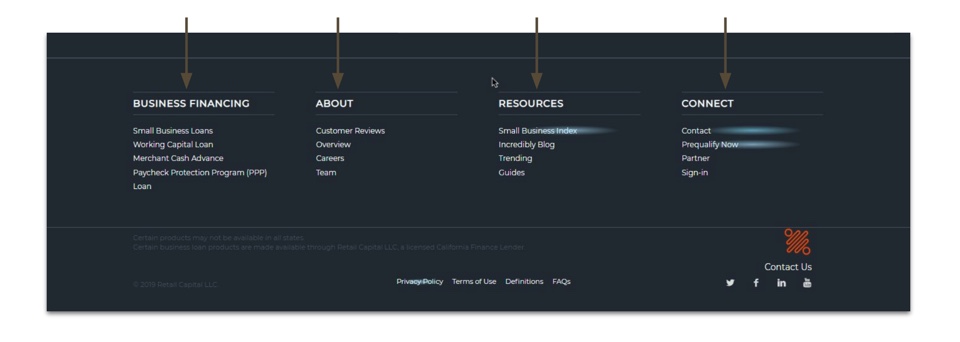 BUSINESS FINANCING
Small Business Loans
Working Capital Loan
Merchant Cash Advance
Paycheck Protection Program (PPP)
Loan
ABOUT
Customer Reviews
Overview
Careers
Team
RESOURCES
Small Business Index
Incredibly Blog
Trending
Guides
CONNECT
Contact
Prequalify Now
Partner
Sign-in
Certain products may not be available in all states.
Certain business loan products are made available through Retail Capital LLC, a licensed California Finance Lender.
Contact Us
© 2019 Retail Capital LLC
Privacy Policy Terms of Use Definitions FAQs
You Tube